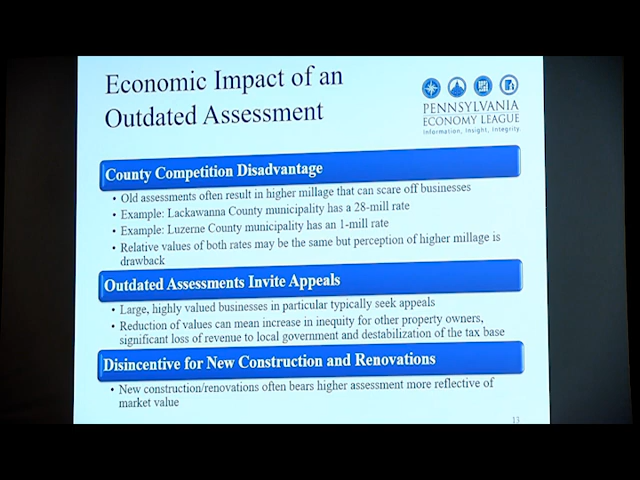 Economic Impact of an
Outdated Assessment
PENNSYLVANIA
ECONOMY LEAGUE
Information, Insight, Integrity
County Competition Disadvantage
• Old assessments often result in higher millage that can scare off businesses
• Example: Lackawanna County municipality has a 28-mill rate
• Example: Luzerne County municipality has an 1-mill rate
• Relative values of both rates may be the same but perception of higher millage is
drawback
Outdated Assessments Invite Appeals
• Large, highly valued businesses in particular typically seek appeals
• Reduction of values can mean increase in inequity for other property owners,
significant loss of revenue to local government and destabilization of the tax base
Disincentive for New Construction and Renovations
• New construction/renovations often bears higher assessment more reflective of
market value
13